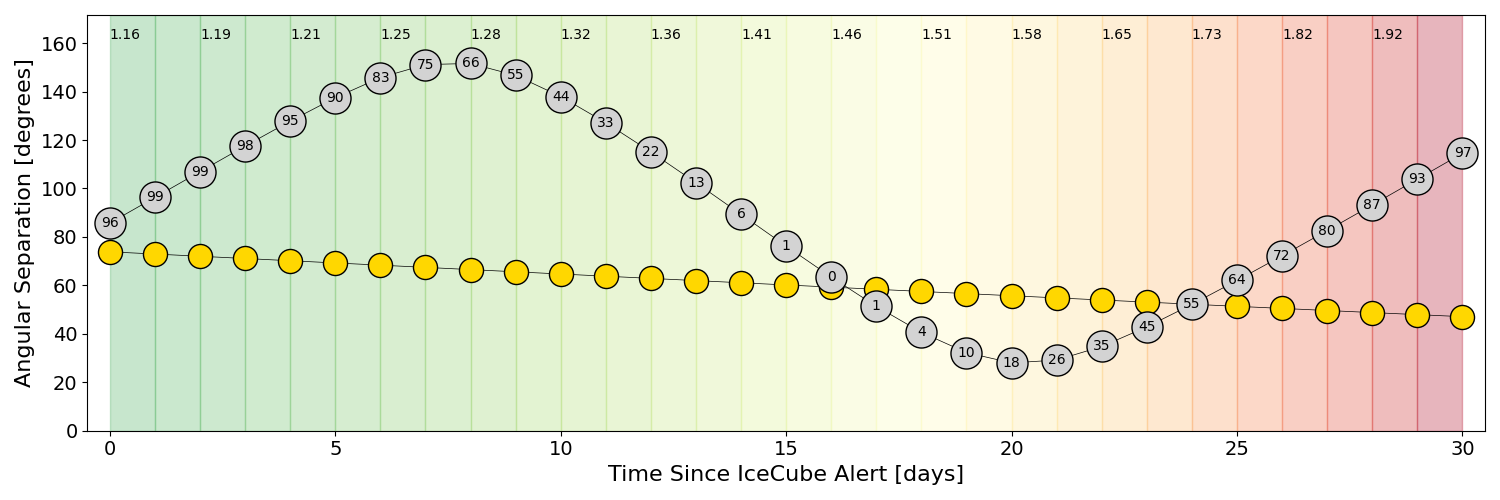 1.16 1.19 1.21 1.25 1.28 1.32 1.36 1.41 1.46 1.51 1.58 1.65 1.73 1.82 1.92
96 99 99 98 95 90 83 75 66 55 44 33 22 13 6 1 0 1 4 10 18 26 35 45 55 64 72 80 87 93 97
Angular Separation [degrees]
160
140
120
100
80
60
40
20
0
0 5 10 15 20 25 30
Time Since IceCube Alert [days]